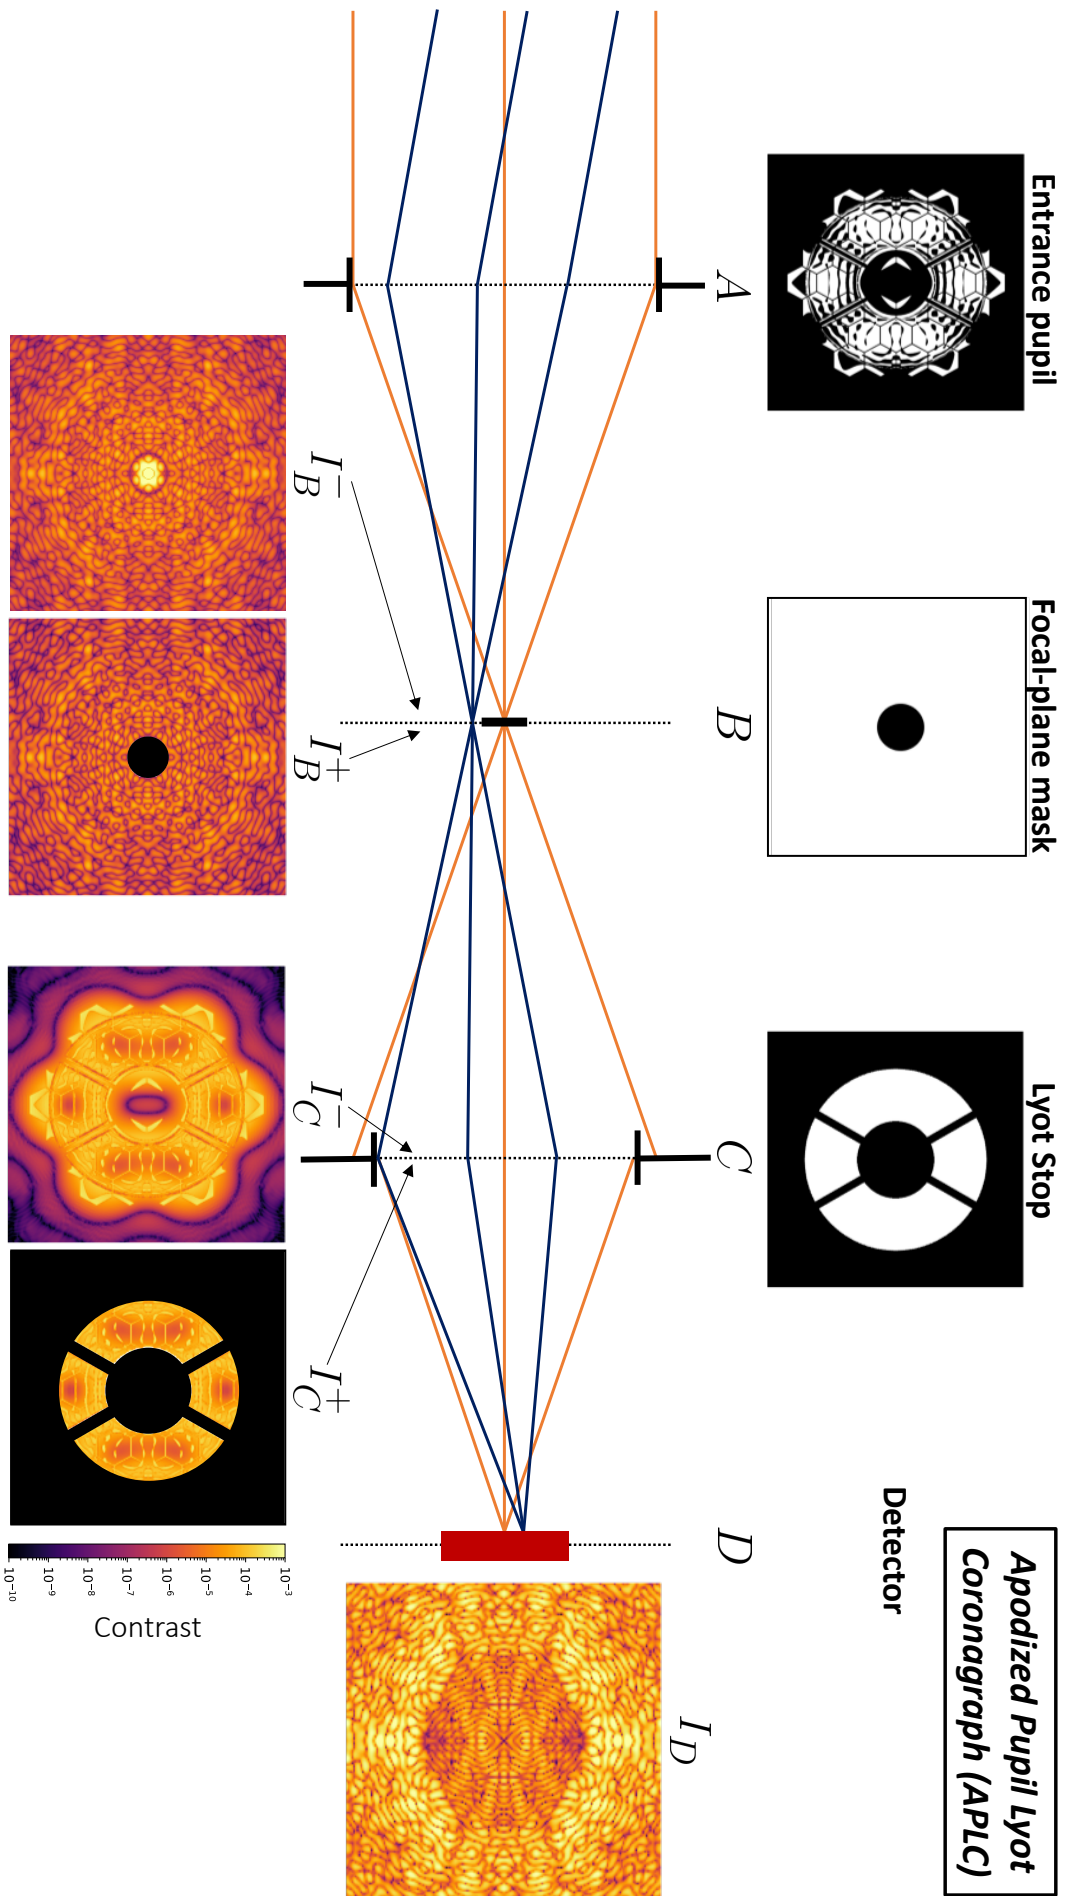 Apodized Pupil Lyot
Coronagraph (APLC)
Entrance pupil
Focal-plane mask
Lyot Stop
Detector
A
B
C
D
I_B^-
I_B^+
I_C^-
I_C^+
I_D
10⁻¹⁰ 10⁻⁹ 10⁻⁸ 10⁻⁷ 10⁻⁶ 10⁻⁵ 10⁻⁴ 10⁻³
Contrast